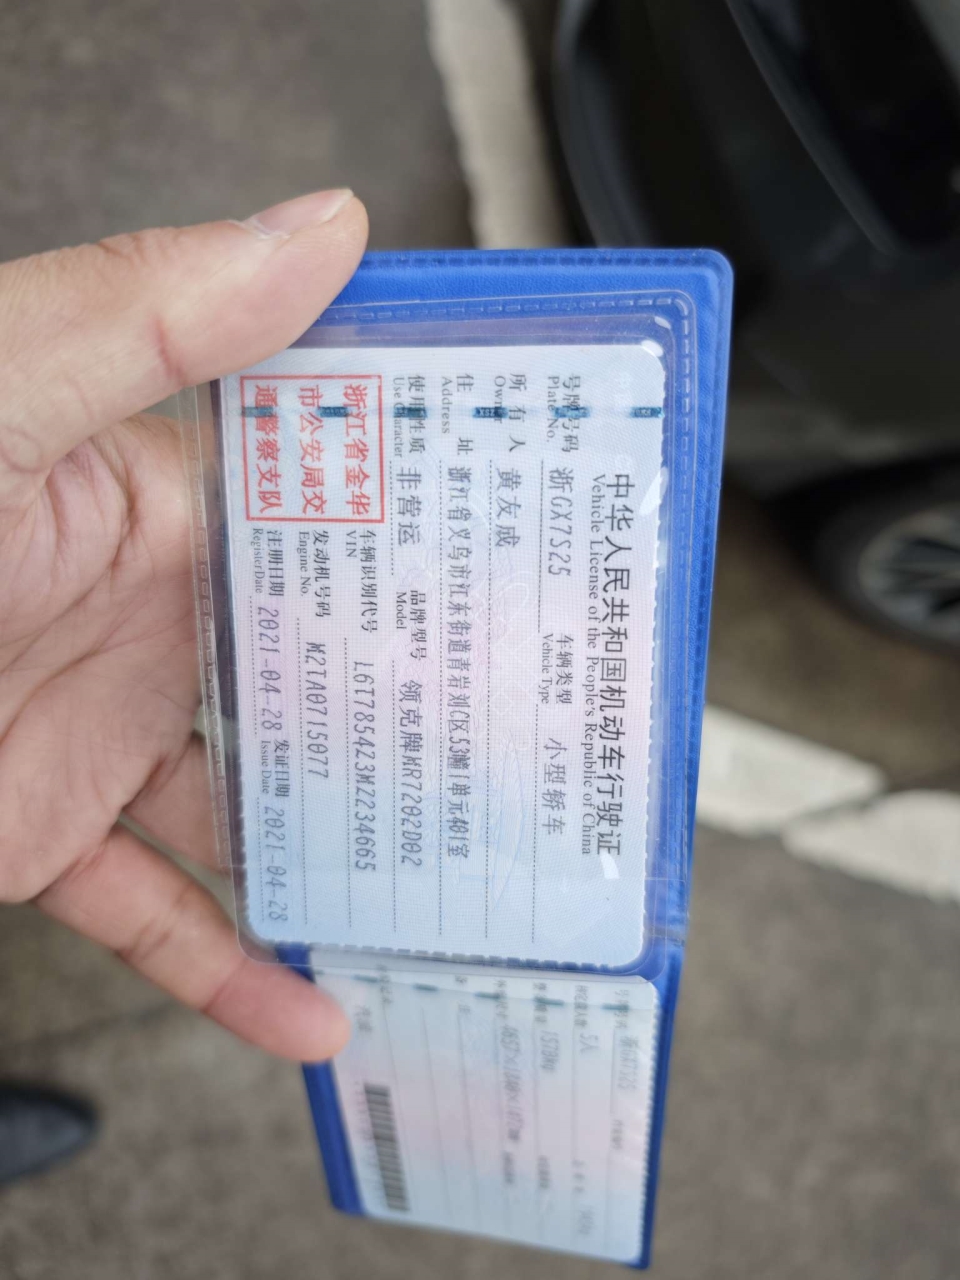 中华人民共和国机动车行驶证
Vehicle License of the People's Republic of China
号牌号码 浙GX7S25 车辆类型 小型轿车
Plate No. Vehicle Type
所有人 黄友成
Owner
住址 浙江省义乌市江东街道青岩刘C区53幢1单元401室
Address
使用性质 非营运 品牌型号 领克牌MR7202D02
Use Character Model
浙江省金华
市公安局交
通警察支队
车辆识别代号 L6T7854Z3MZ234665
VIN
发动机号码 M2TA0715077
Engine No.
注册日期 2021-04-28 发证日期 2021-04-28
Register Date Issue Date
5人